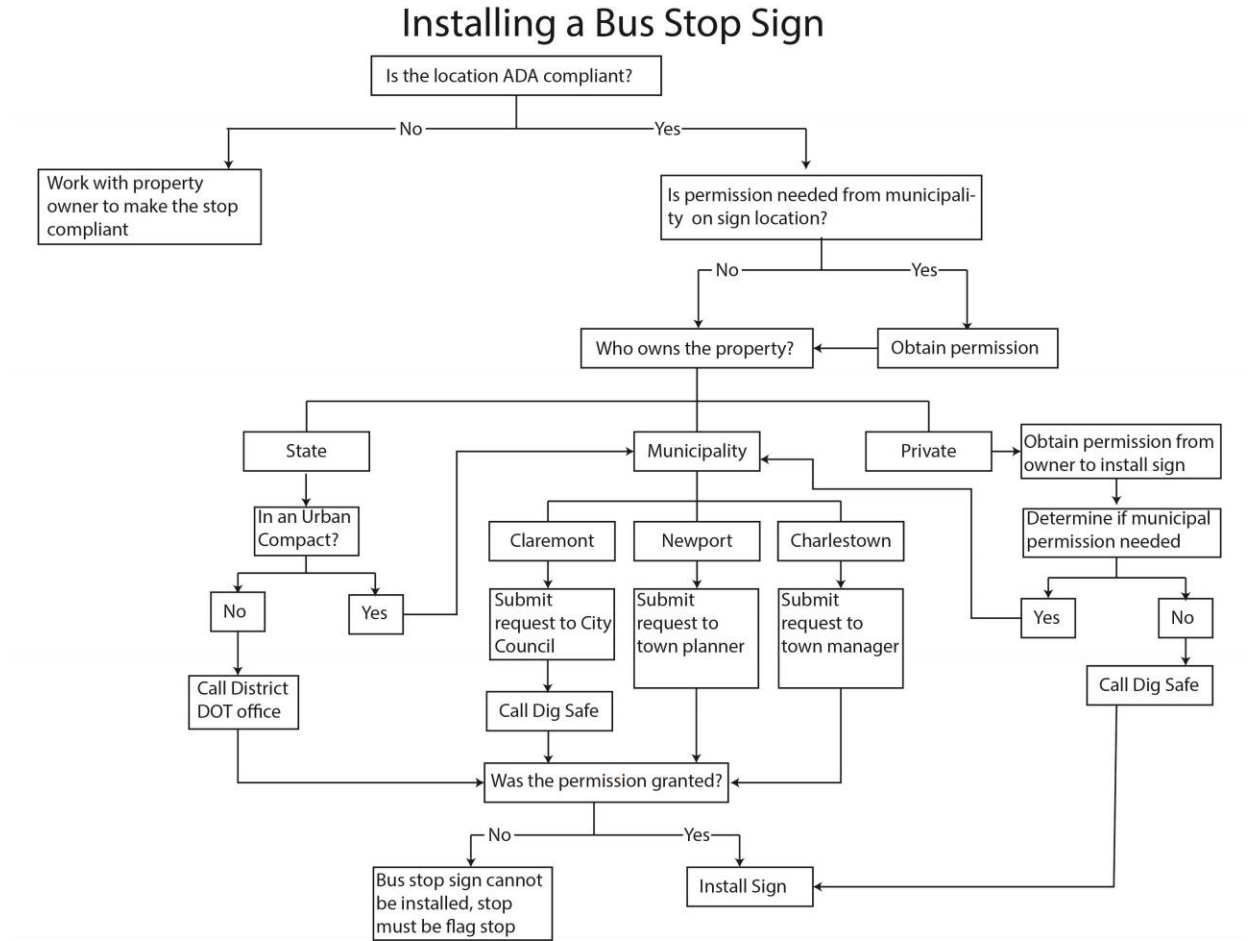 Installing a Bus Stop Sign
Is the location ADA compliant?
No
Yes
Work with property
owner to make the stop
compliant
Is permission needed from municipali-
ty on sign location?
No
Yes
Who owns the property?
Obtain permission
State
Municipality
Private
Obtain permission from
owner to install sign
In an Urban
Compact?
Claremont
Newport
Charlestown
Determine if municipal
permission needed
No
Yes
Submit
request to City
Council
Submit
request to
town planner
Submit
request to
town manager
Yes
No
Call District
DOT office
Call Dig Safe
Call Dig Safe
Was the permission granted?
No
Yes
Bus stop sign cannot
be installed, stop
must be flag stop
Install Sign